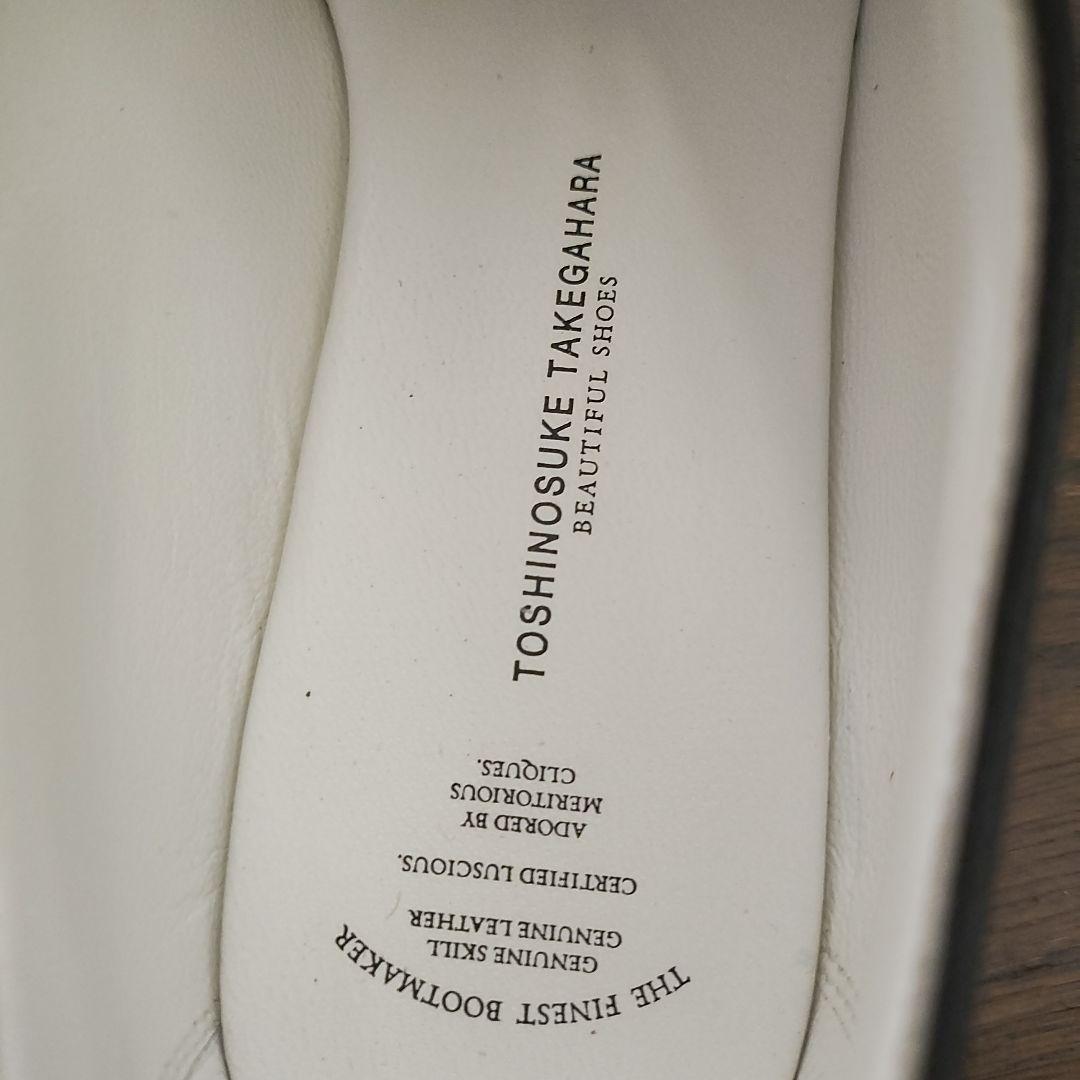 TOSHINOSUKE TAKEGAHARA
BEAUTIFUL SHOES
THE FINEST BOOTMAKER
GENUINE SKILL
GENUINE LEATHER
CERTIFIED LUSCIOUS.
ADORED BY
MERITORIOUS
CLIQUES.